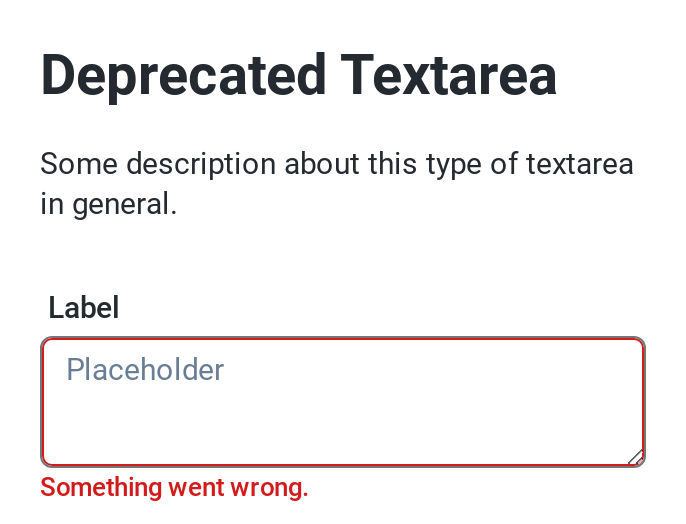 Deprecated Textarea
Some description about this type of textarea
in general.
Label
Placeholder
Something went wrong.